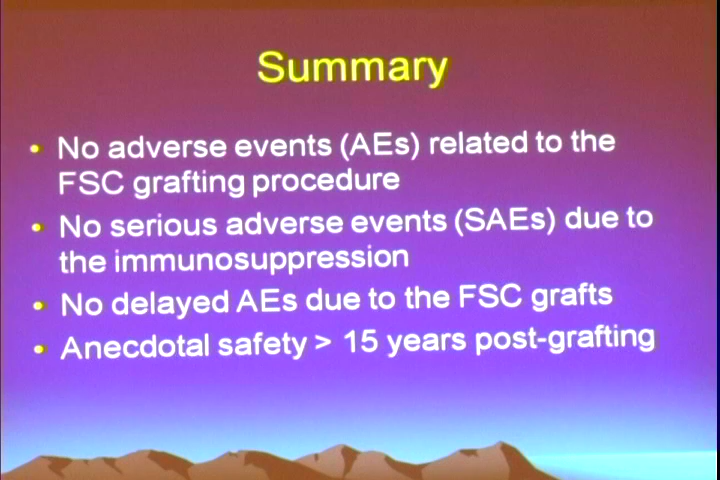 Summary
• No adverse events (AEs) related to the
FSC grafting procedure
• No serious adverse events (SAEs) due to
the immunosuppression
• No delayed AEs due to the FSC grafts
• Anecdotal safety > 15 years post-grafting